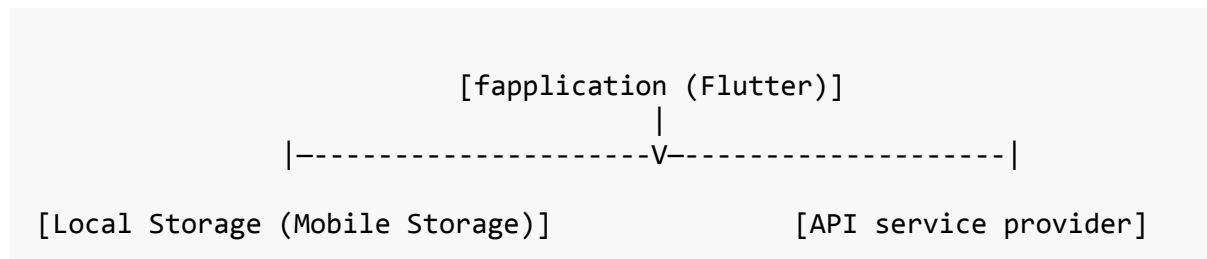 [fapplication (Flutter)]
|
|—---------------------V—--------------------|
[Local Storage (Mobile Storage)] [API service provider]